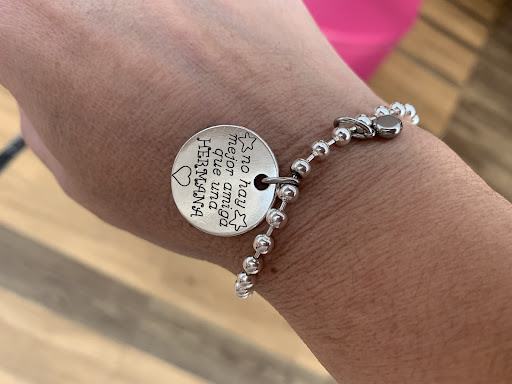 no hay
mejor amiga
que una
HERMANA